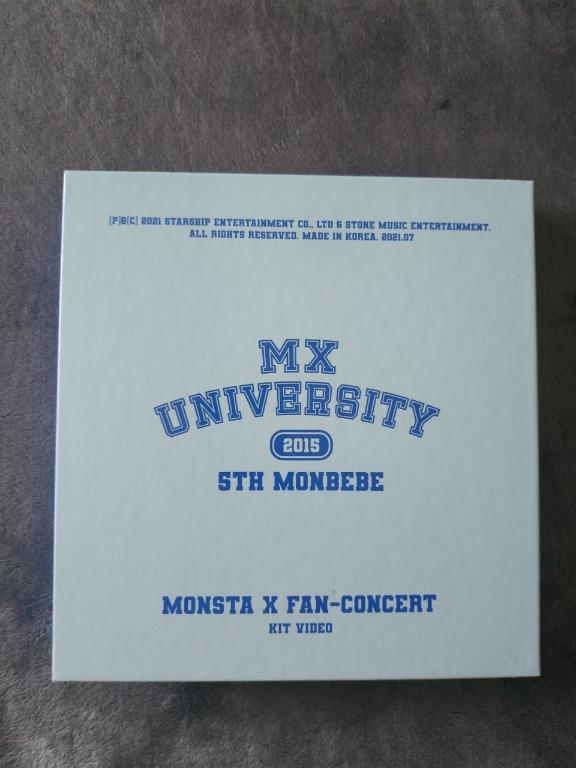 (P)&(C) 2021 STARSHIP ENTERTAINMENT CO., LTD & STONE MUSIC ENTERTAINMENT.
ALL RIGHTS RESERVED. MADE IN KOREA. 2021.07
MX
UNIVERSITY
2015
5TH MONBEBE
MONSTA X FAN-CONCERT
KIT VIDEO